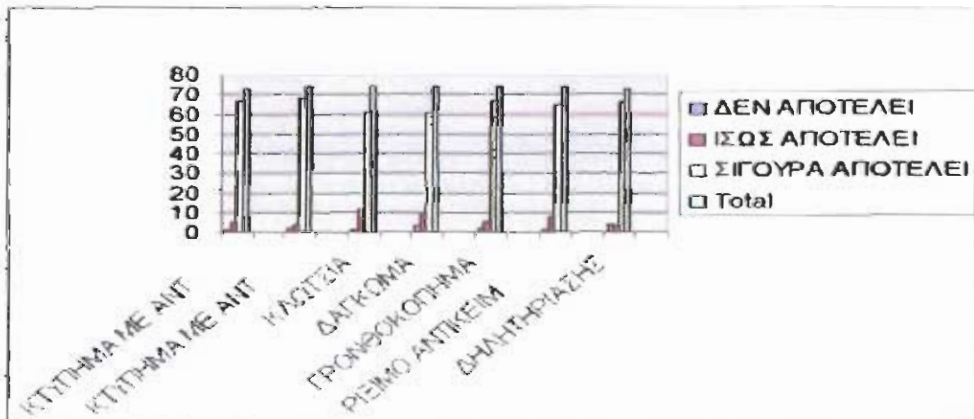 80
70
60
50
40
30
20
10
0
ΔΕΝ ΑΠΟΤΕΛΕΙ
ΙΣΩΣ ΑΠΟΤΕΛΕΙ
ΣΙΓΟΥΡΑ ΑΠΟΤΕΛΕΙ
Total
ΚΤΥΠΗΜΑ ΜΕ ΑΝΤ
ΚΤΥΠΗΜΑ ΜΕ ΑΝΤ
ΚΛΩΤΣΙΑ
ΔΑΓΚΩΜΑ
ΓΡΟΝΘΟΚΟΠΗΜΑ
ΡΙΞΙΜΟ ΑΝΤΙΚΕΙΜ
ΔΗΛΗΤΗΡΙΑΣΗΣ